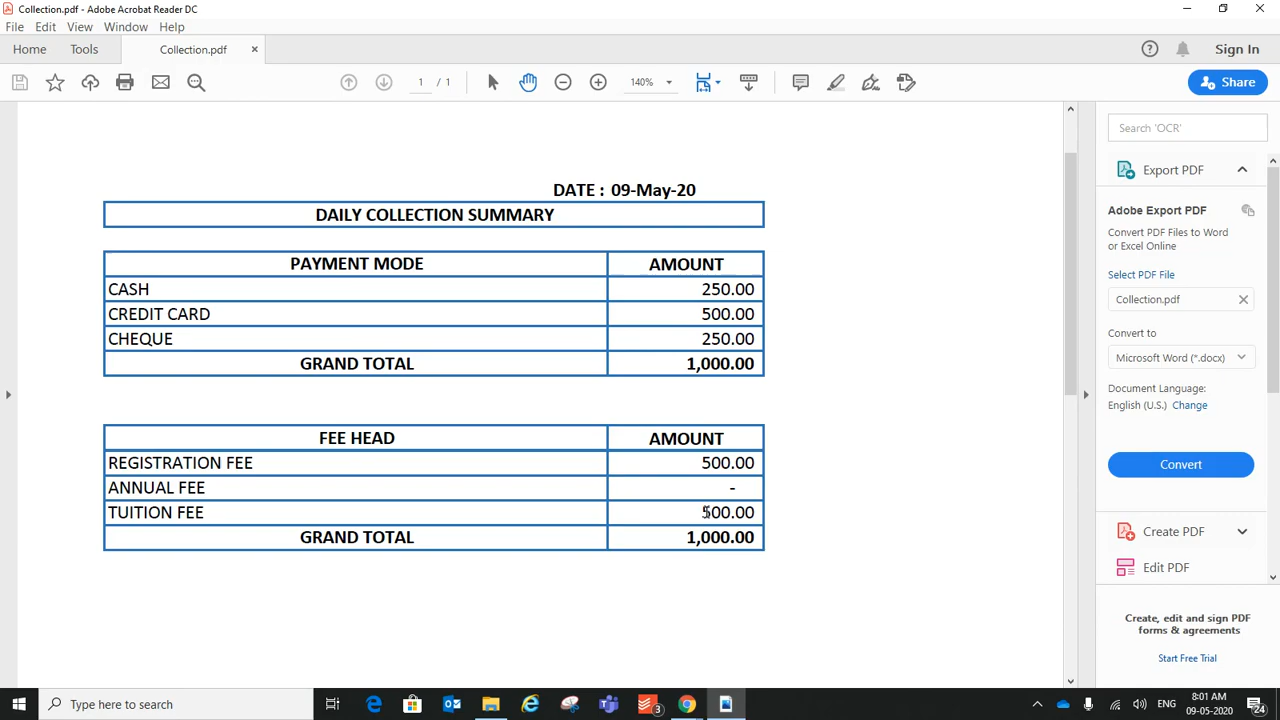 Collection.pdf - Adobe Acrobat Reader DC
File Edit View Window Help
Home Tools Collection.pdf × Sign In
1 / 1 140% Share
Search 'OCR'
Export PDF
Adobe Export PDF
Convert PDF Files to Word
or Excel Online
Select PDF File
Collection.pdf
Convert to
Microsoft Word (*.docx)
Document Language:
English (U.S.) Change
Convert
Create PDF
Edit PDF
Create, edit and sign PDF
forms & agreements
Start Free Trial
DATE : 09-May-20
DAILY COLLECTION SUMMARY
PAYMENT MODE AMOUNT
CASH 250.00
CREDIT CARD 500.00
CHEQUE 250.00
GRAND TOTAL 1,000.00
FEE HEAD AMOUNT
REGISTRATION FEE 500.00
ANNUAL FEE -
TUITION FEE 500.00
GRAND TOTAL 1,000.00
Type here to search
3
ENG
8:01 AM
09-05-2020
24